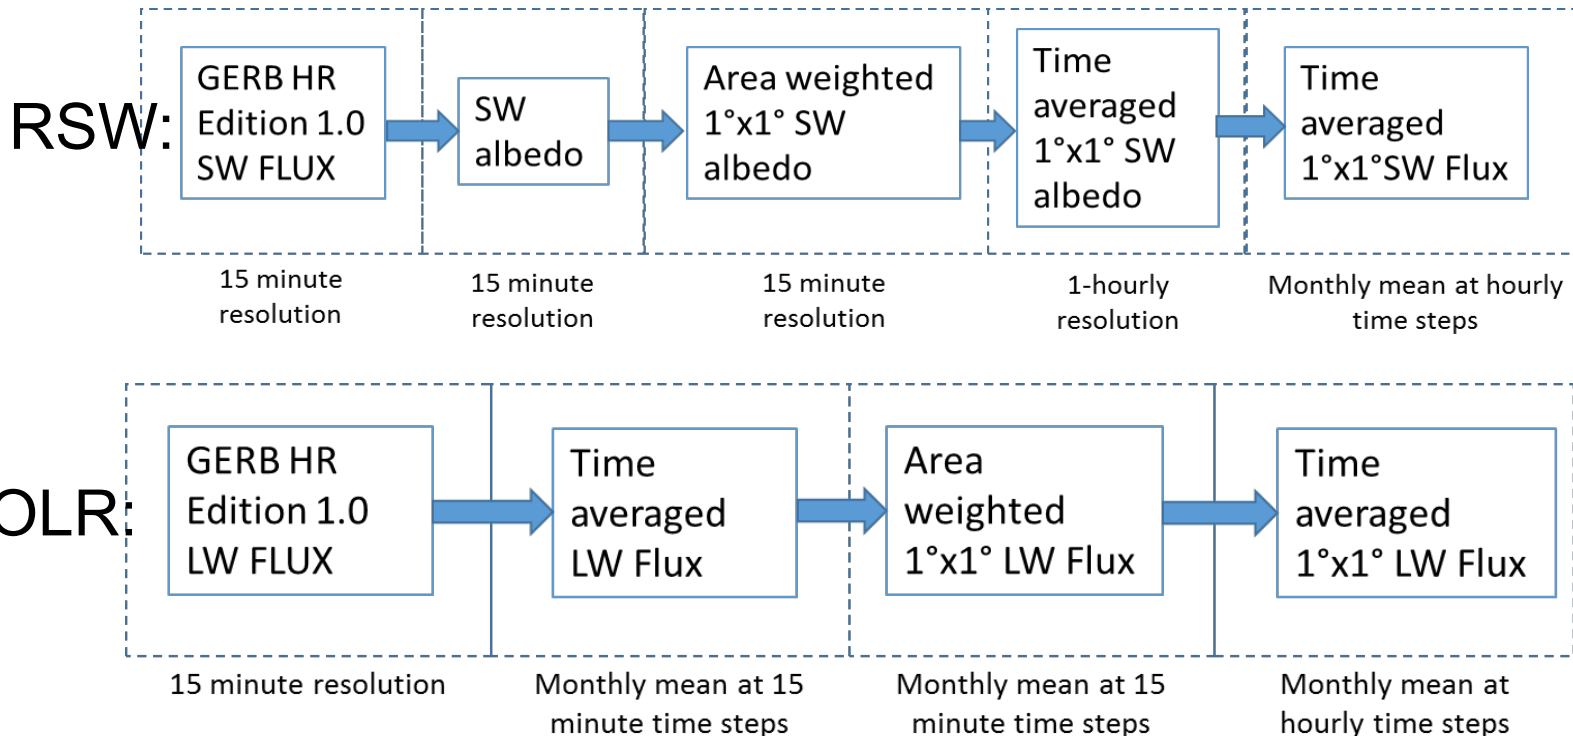 RSW:
GERB HR
Edition 1.0
SW FLUX
SW
albedo
Area weighted
1°x1° SW
albedo
Time
averaged
1°x1° SW
albedo
Time
averaged
1°x1°SW Flux
15 minute
resolution
15 minute
resolution
15 minute
resolution
1-hourly
resolution
Monthly mean at hourly
time steps
OLR:
GERB HR
Edition 1.0
LW FLUX
Time
averaged
LW Flux
Area
weighted
1°x1° LW Flux
Time
averaged
1°x1° LW Flux
15 minute resolution
Monthly mean at 15
minute time steps
Monthly mean at 15
minute time steps
Monthly mean at
hourly time steps